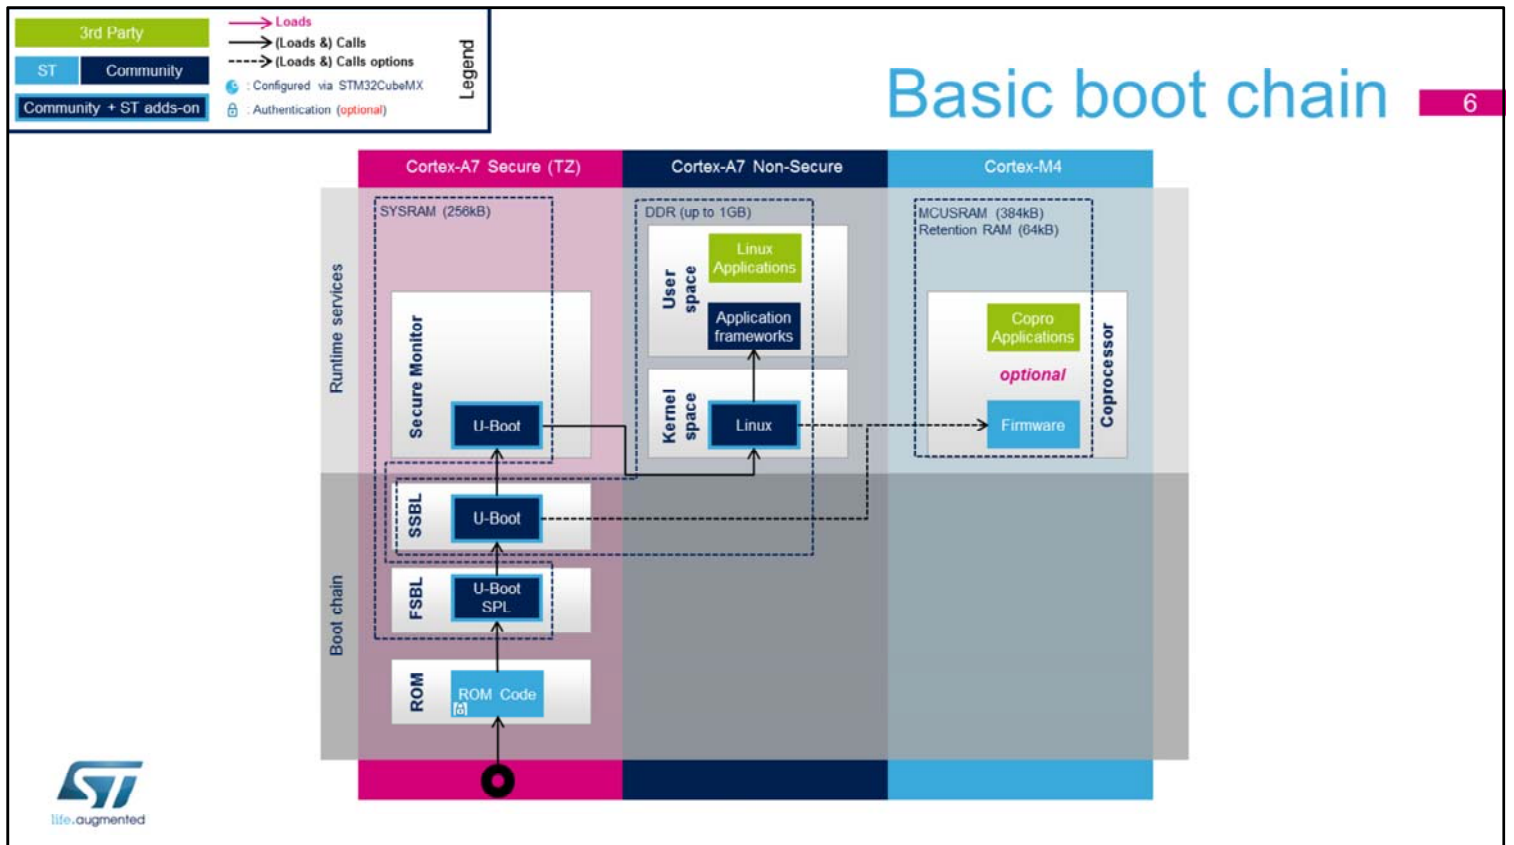 3rd Party
ST
Community
Community + ST adds-on
Loads
(Loads &) Calls
(Loads &) Calls options
: Configured via STM32CubeMX
: Authentication (optional)
Legend
Basic boot chain
6
Cortex-A7 Secure (TZ)
Cortex-A7 Non-Secure
Cortex-M4
Runtime services
SYSRAM (256kB)
Secure Monitor
U-Boot
DDR (up to 1GB)
User
space
Linux
Applications
Application
frameworks
Kernel
space
Linux
MCUSRAM (384kB)
Retention RAM (64kB)
Copro
Applications
optional
Firmware
Coprocessor
Boot chain
SSBL
U-Boot
FSBL
U-Boot
SPL
ROM
ROM Code
ST
life.augmented